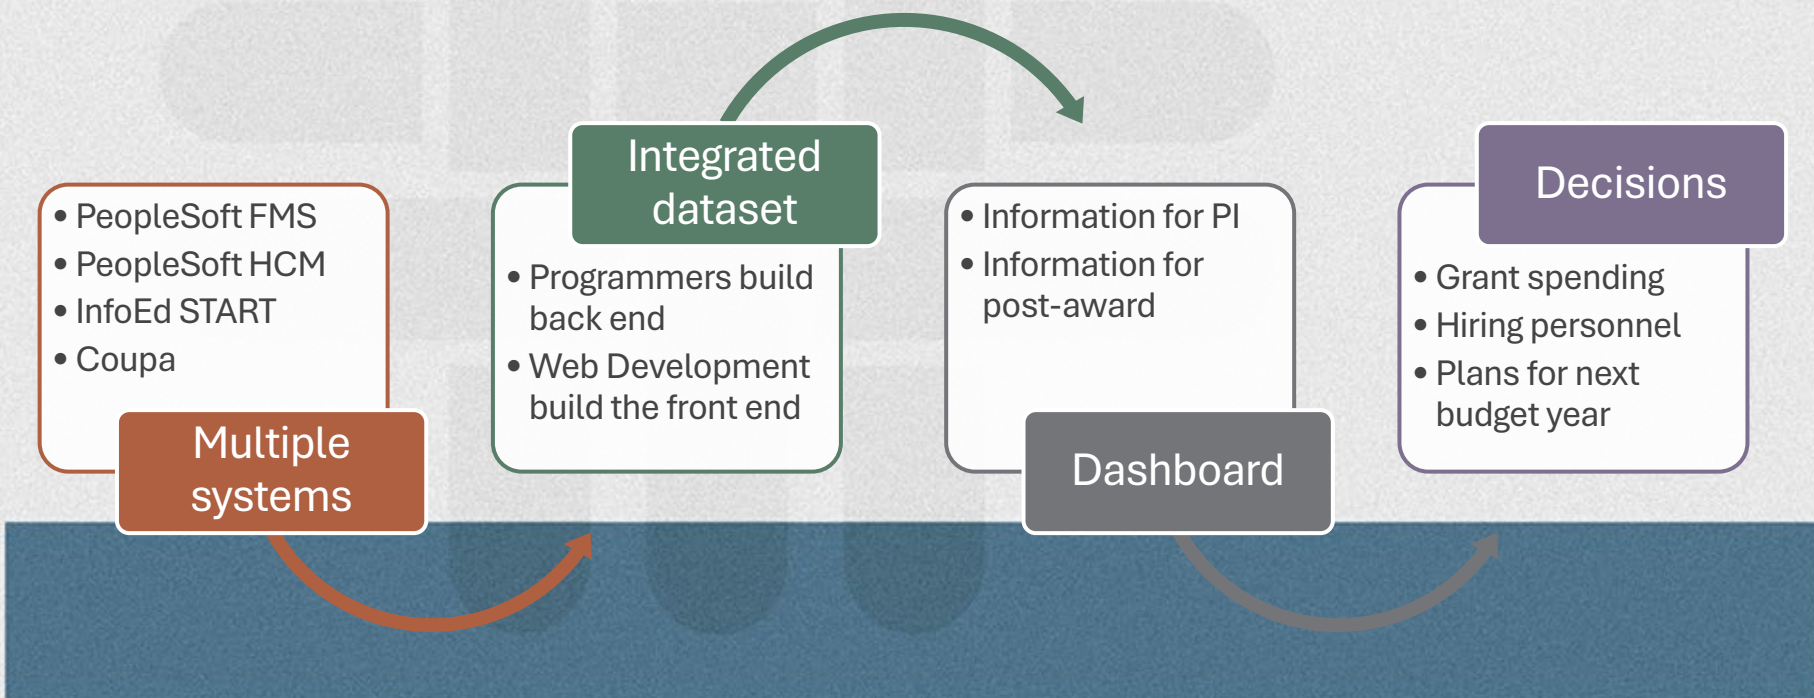 • PeopleSoft FMS
• PeopleSoft HCM
• InfoEd START
• Coupa
Multiple
systems
Integrated
dataset
• Programmers build
back end
• Web Development
build the front end
• Information for PI
• Information for
post-award
Dashboard
Decisions
• Grant spending
• Hiring personnel
• Plans for next
budget year